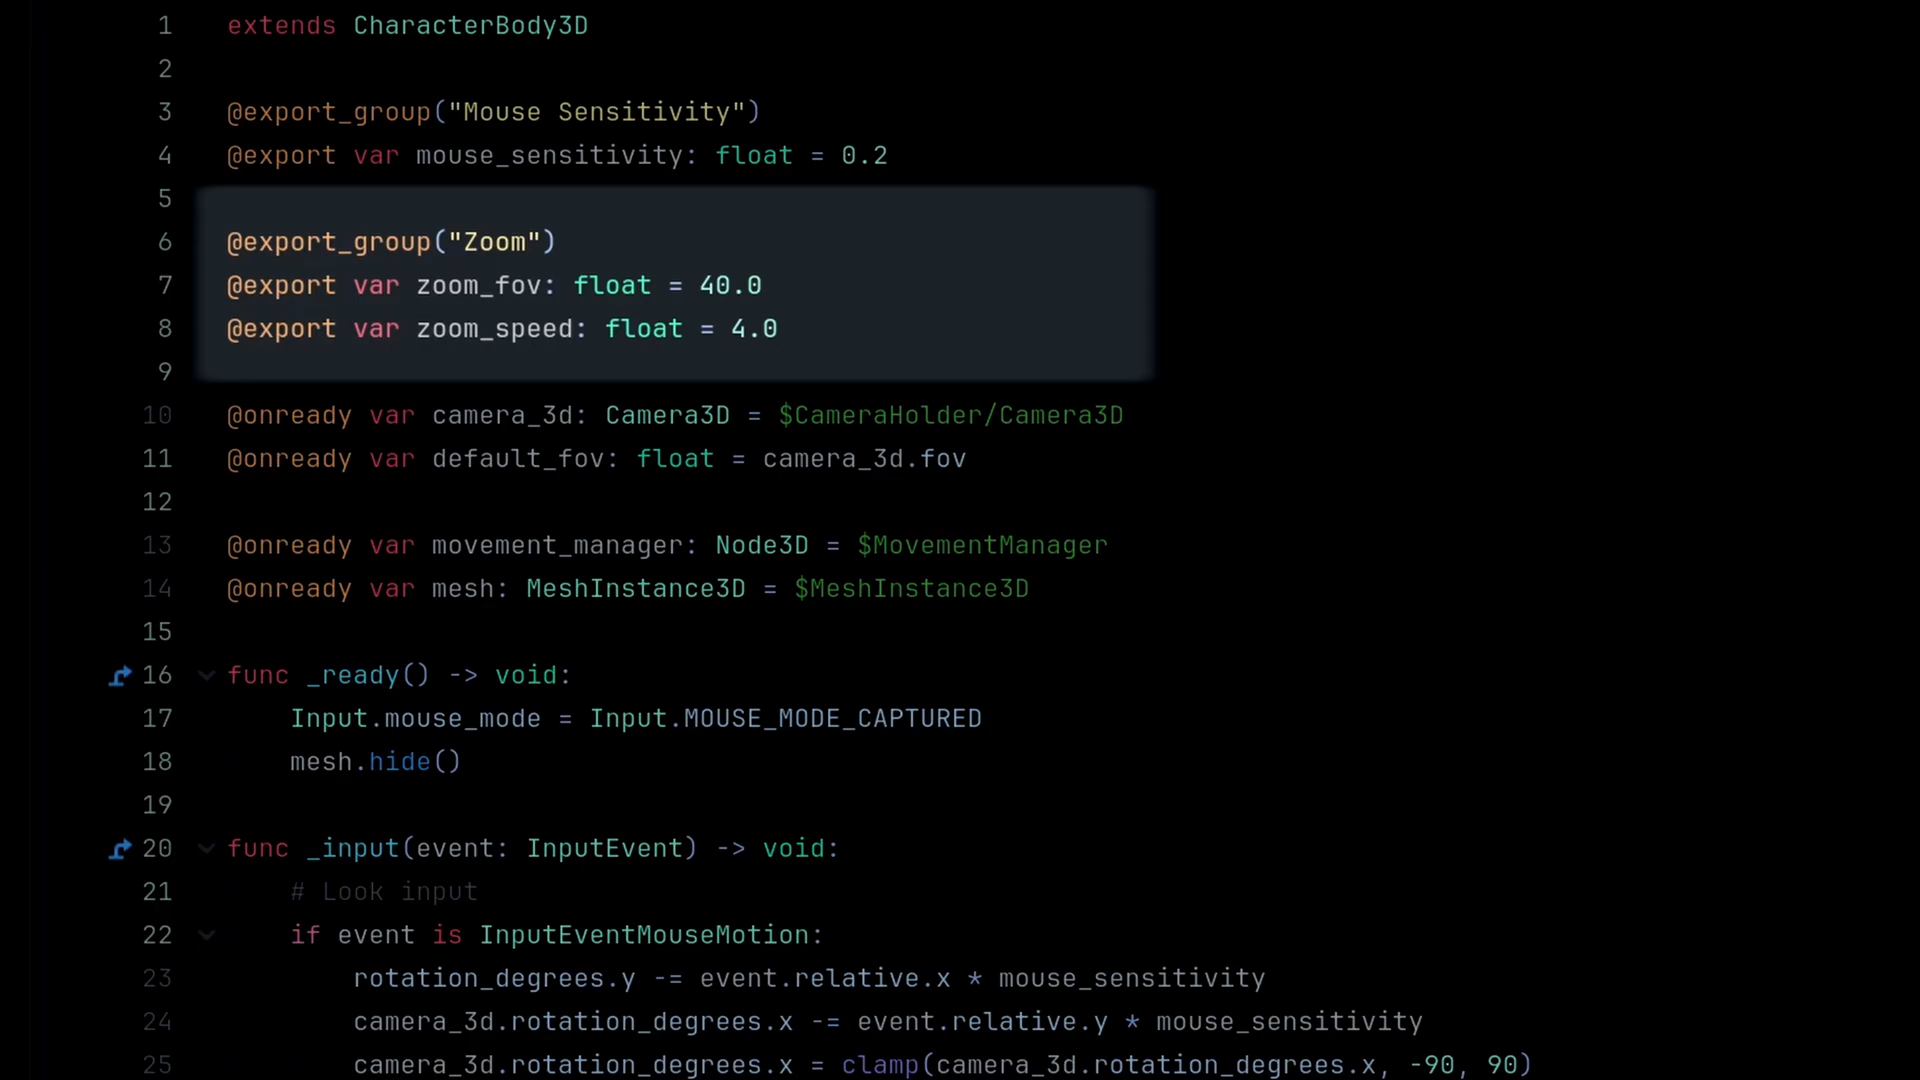 1 extends CharacterBody3D
2
3 @export_group("Mouse Sensitivity")
4 @export var mouse_sensitivity: float = 0.2
5
6 @export_group("Zoom")
7 @export var zoom_fov: float = 40.0
8 @export var zoom_speed: float = 4.0
9
10 @onready var camera_3d: Camera3D = $CameraHolder/Camera3D
11 @onready var default_fov: float = camera_3d.fov
12
13 @onready var movement_manager: Node3D = $MovementManager
14 @onready var mesh: MeshInstance3D = $MeshInstance3D
15
16 func _ready() -> void:
17 Input.mouse_mode = Input.MOUSE_MODE_CAPTURED
18 mesh.hide()
19
20 func _input(event: InputEvent) -> void:
21 # Look input
22 if event is InputEventMouseMotion:
23 rotation_degrees.y -= event.relative.x * mouse_sensitivity
24 camera_3d.rotation_degrees.x -= event.relative.y * mouse_sensitivity
25 camera_3d.rotation_degrees.x = clamp(camera_3d.rotation_degrees.x, -90, 90)